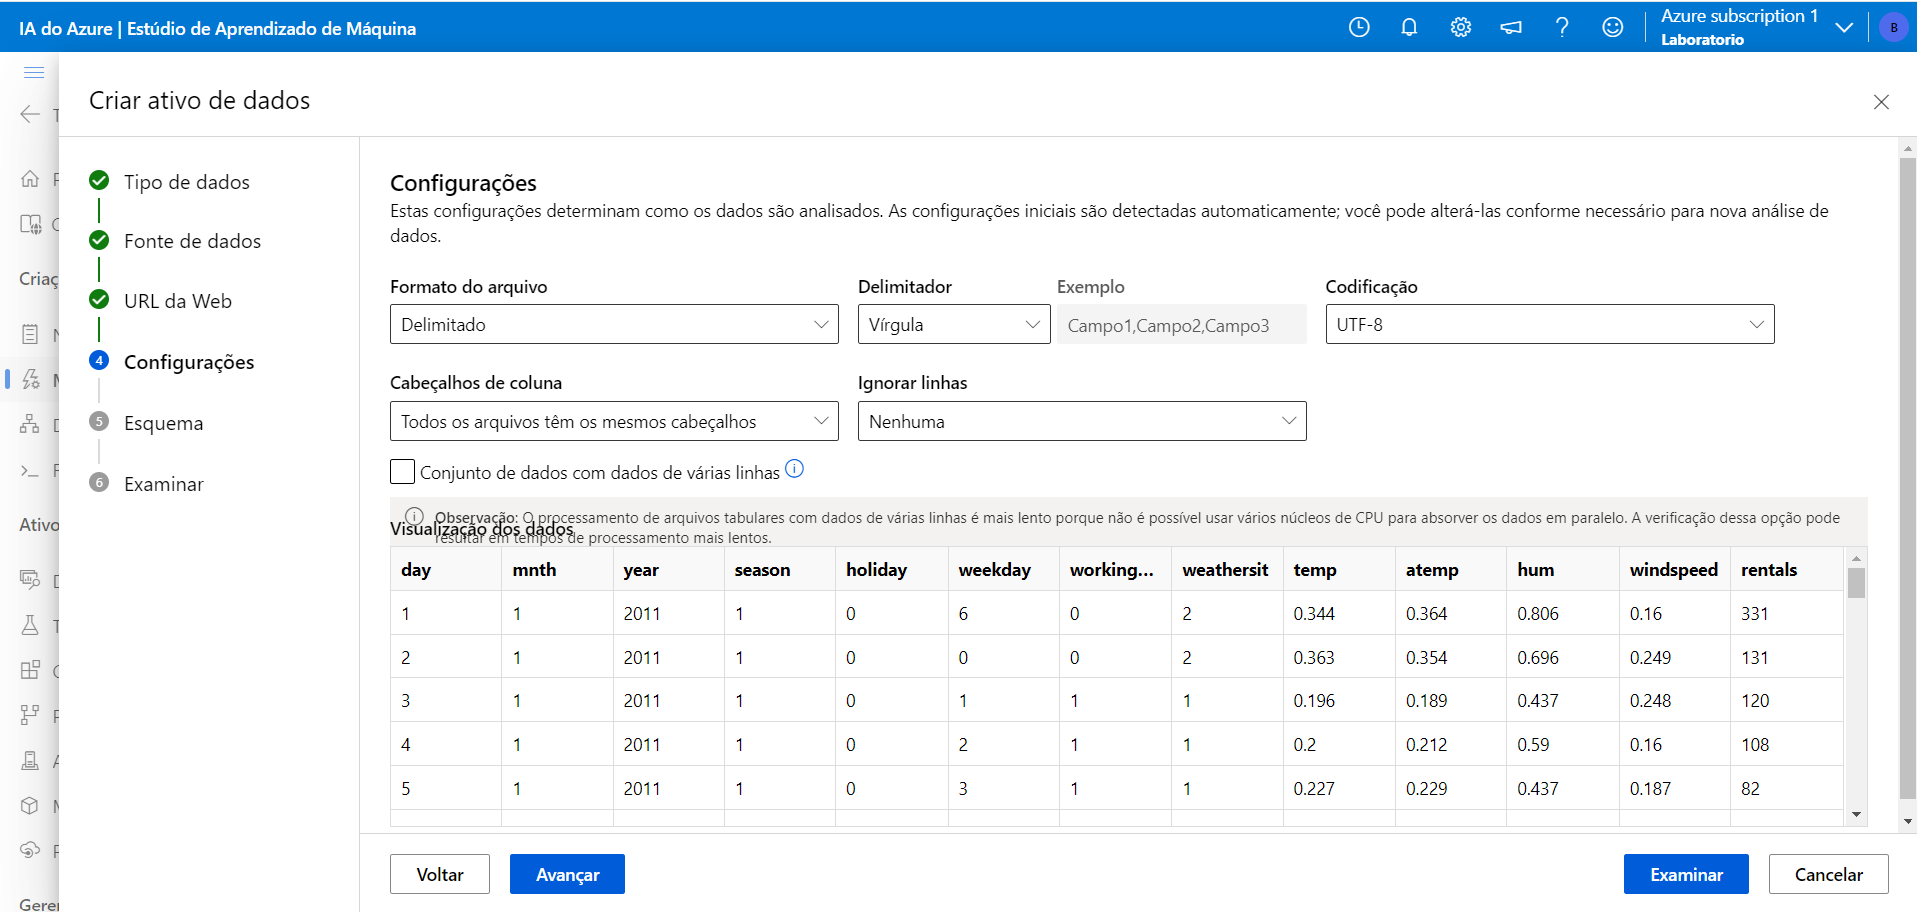 IA do Azure | Estúdio de Aprendizado de Máquina
Azure subscription 1
Laboratorio
B
Criar ativo de dados
Criaç
Ativo
Geren
Tipo de dados
Fonte de dados
URL da Web
4 Configurações
5 Esquema
6 Examinar
Configurações
Estas configurações determinam como os dados são analisados. As configurações iniciais são detectadas automaticamente; você pode alterá-las conforme necessário para nova análise de
dados.
Formato do arquivo Delimitador Exemplo Codificação
Delimitado Vírgula Campo1,Campo2,Campo3 UTF-8
Cabeçalhos de coluna Ignorar linhas
Todos os arquivos têm os mesmos cabeçalhos Nenhuma
Conjunto de dados com dados de várias linhas
Observação: O processamento de arquivos tabulares com dados de várias linhas é mais lento porque não é possível usar vários núcleos de CPU para absorver os dados em paralelo. A verificação dessa opção pode
resultar em tempos de processamento mais lentos.
Visualização dos dados
day mnth year season holiday weekday working... weathersit temp atemp hum windspeed rentals
1 1 2011 1 0 6 0 2 0.344 0.364 0.806 0.16 331
2 1 2011 1 0 0 0 2 0.363 0.354 0.696 0.249 131
3 1 2011 1 0 1 1 1 0.196 0.189 0.437 0.248 120
4 1 2011 1 0 2 1 1 0.2 0.212 0.59 0.16 108
5 1 2011 1 0 3 1 1 0.227 0.229 0.437 0.187 82
Voltar Avançar Examinar Cancelar